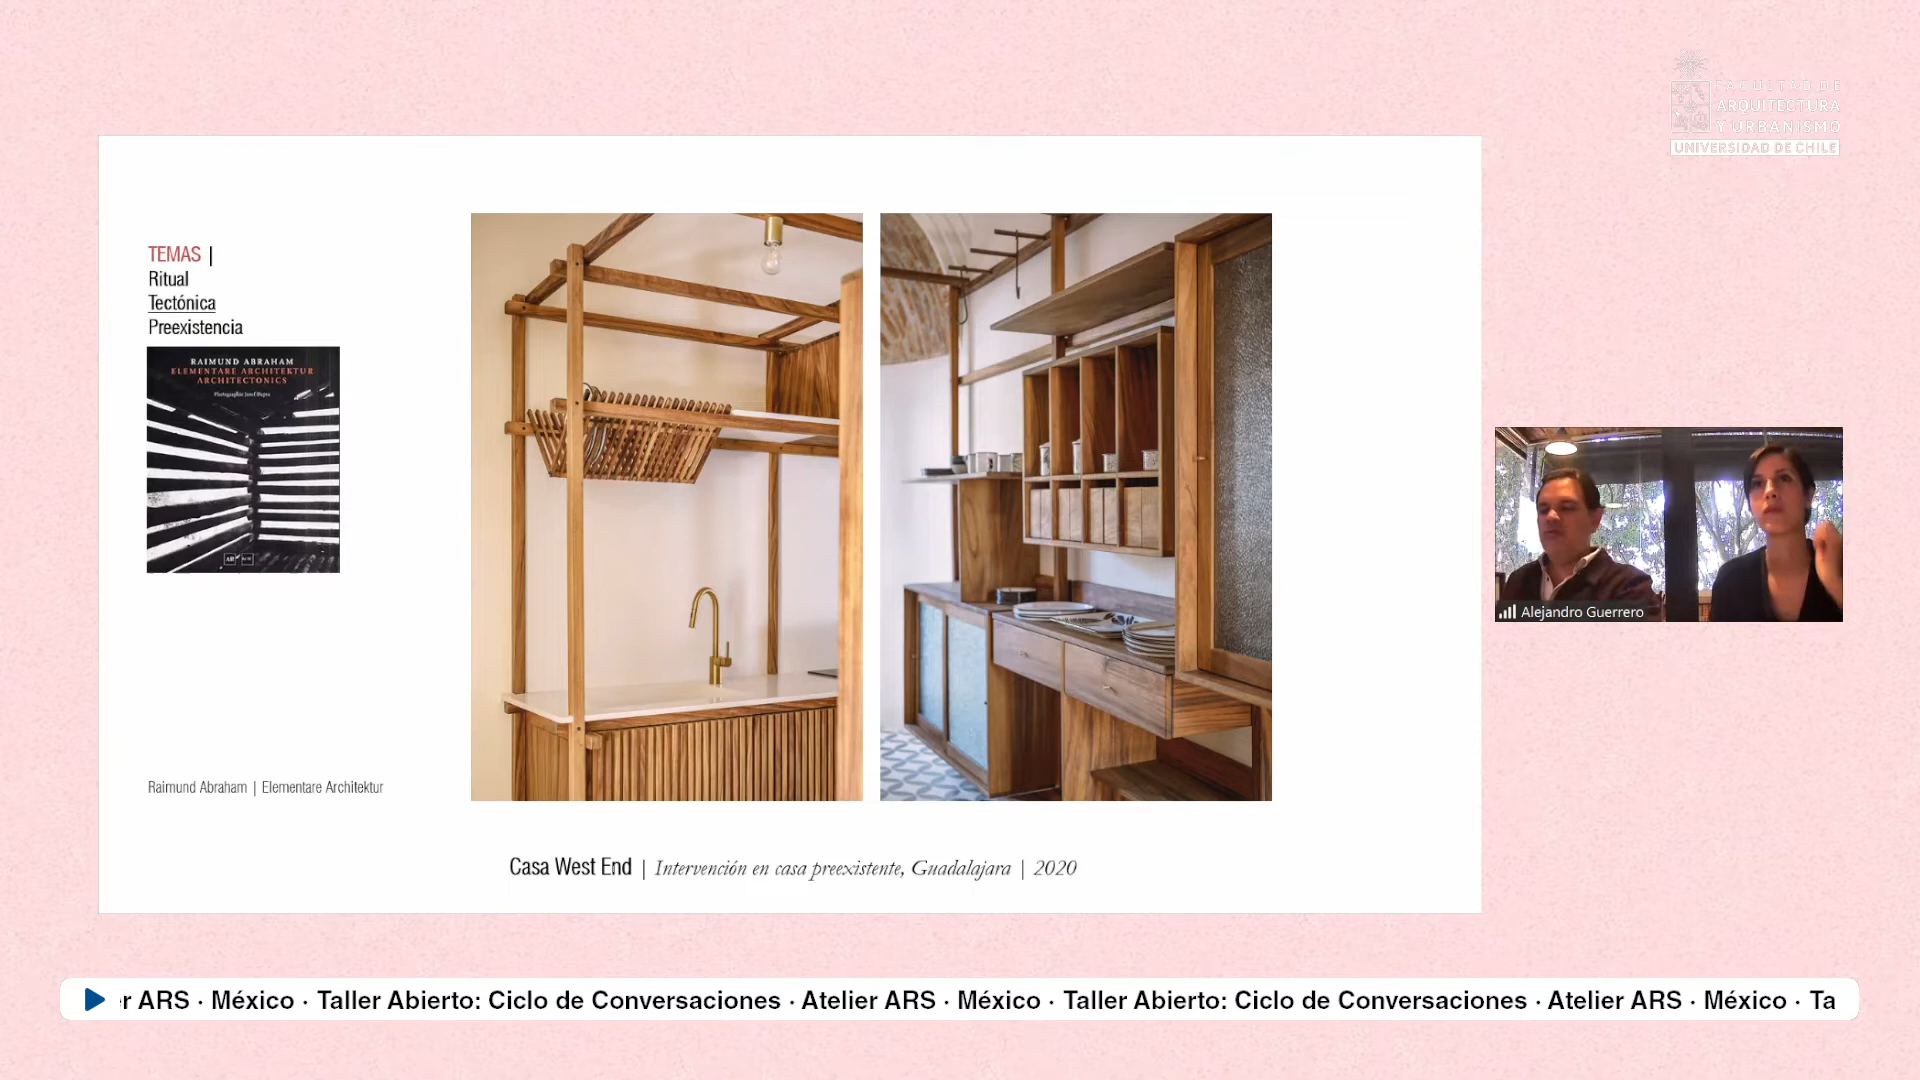 FACULTAD DE
ARQUITECTURA
Y URBANISMO
UNIVERSIDAD DE CHILE
TEMAS |
Ritual
Tectónica
Preexistencia
RAIMUND ABRAHAM
ELEMENTARE ARCHITEKTUR
ARCHITECTONICS
Raimund Abraham | Elementare Architektur
Casa West End | Intervención en casa preexistente, Guadalajara | 2020
Alejandro Guerrero
r ARS · México · Taller Abierto: Ciclo de Conversaciones · Atelier ARS · México · Taller Abierto: Ciclo de Conversaciones · Atelier ARS · México · Ta